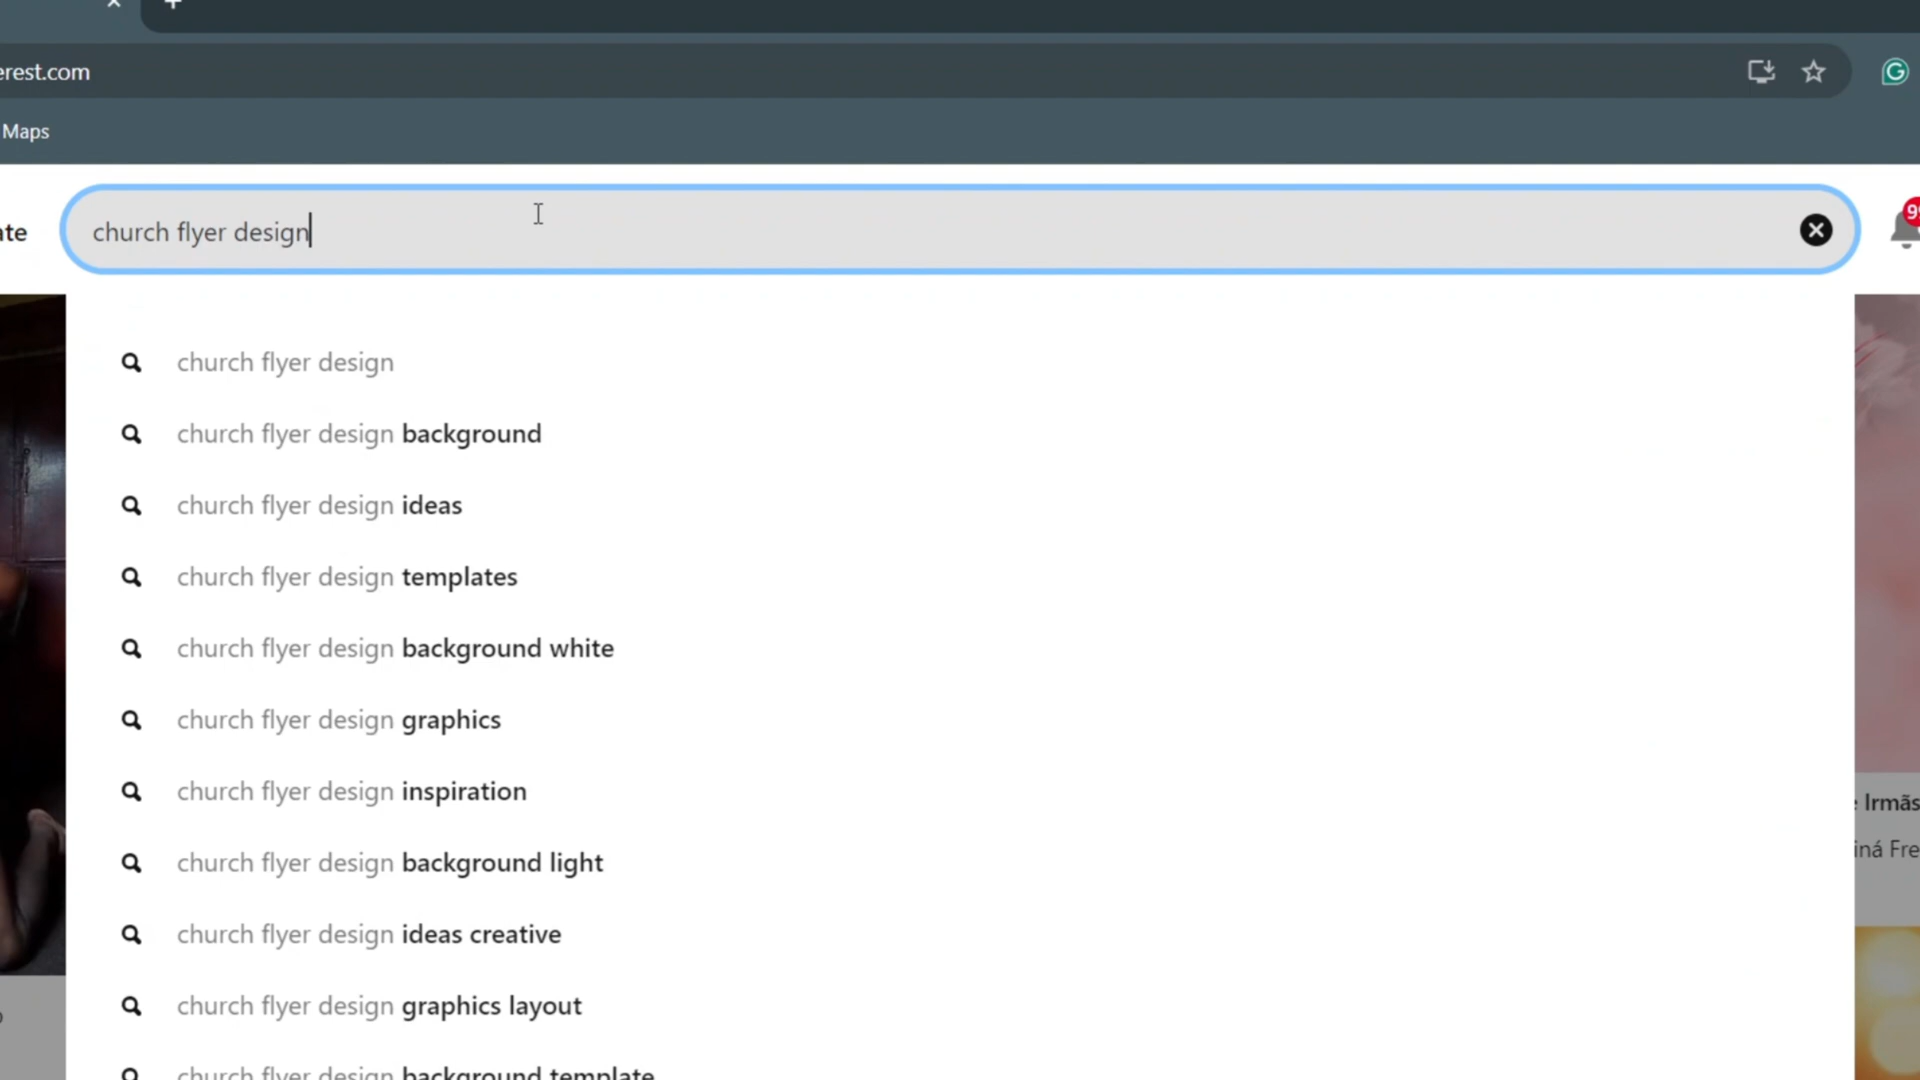 erest.com
Maps
ate
church flyer design
99
church flyer design
church flyer design background
church flyer design ideas
church flyer design templates
church flyer design background white
church flyer design graphics
church flyer design inspiration
e Irmãs
church flyer design background light
iná Fre
church flyer design ideas creative
church flyer design graphics layout
church flyer design background template